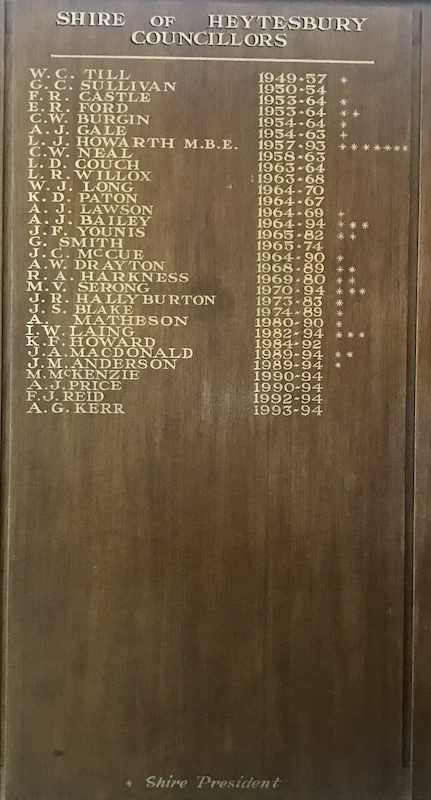 SHIRE OF HEYTESBURY
COUNCILLORS
W.C. TILL 1949-57 *
G.C. SULLIVAN 1950-54
F.R. CASTLE 1953-64 *
E.R. FORD 1953-64 * *
C.W. BURGIN 1954-64 *
A.J. GALE 1954-63 *
L.J. HOWARTH M.B.E. 1957-93 * * * * * * *
C.W. NEAL 1958-63
L.D. COUCH 1963-64
L.R. WILLOX 1963-68
W.J. LONG 1964-70
K.D. PATON 1964-67
A.I. LAWSON 1964-69 *
A.J. BAILEY 1964-94 * * *
J.F. YOUNIS 1965-82 * *
G. SMITH 1965-74
J.C. McCUE 1964-90 *
A.W. DRAYTON 1968-89 * *
R.A. HARKNESS 1969-80 * *
M.V. SERONG 1970-94 * * *
J.R. HALLYBURTON 1973-83 *
J.S. BLAKE 1974-89 *
A. MATHESON 1980-90 *
I.W. LAING 1982-94 * * *
K.F. HOWARD 1984-92
J.A. MACDONALD 1989-94 * *
J.M. ANDERSON 1989-94 *
M. McKENZIE 1990-94
A.J. PRICE 1990-94
F.J. REID 1992-94
A.G. KERR 1993-94
* Shire President